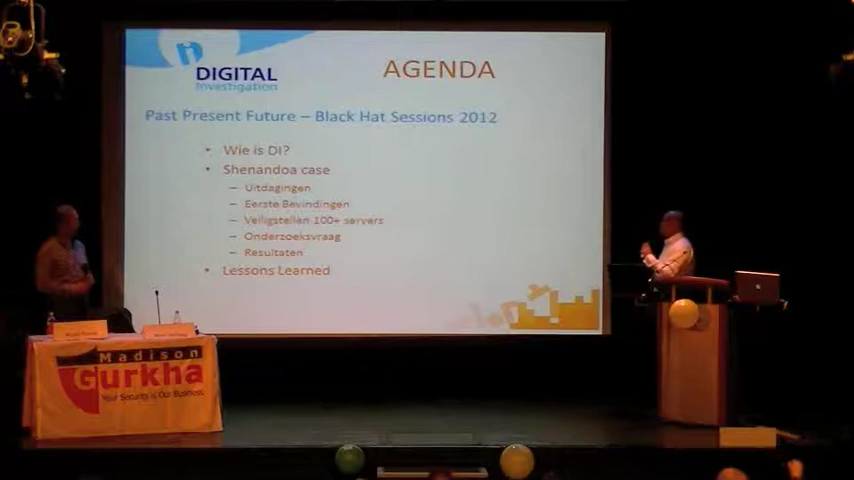 DIGITAL
investigation
AGENDA
Past Present Future – Black Hat Sessions 2012
• Wie is DI?
• Shenandoa case
– Uitdagingen
– Eerste Bevindingen
– Veiligstellen 100+ servers
– Onderzoeksvraag
– Resultaten
• Lessons Learned
Madison
Gurkha
Your Security is Our Business